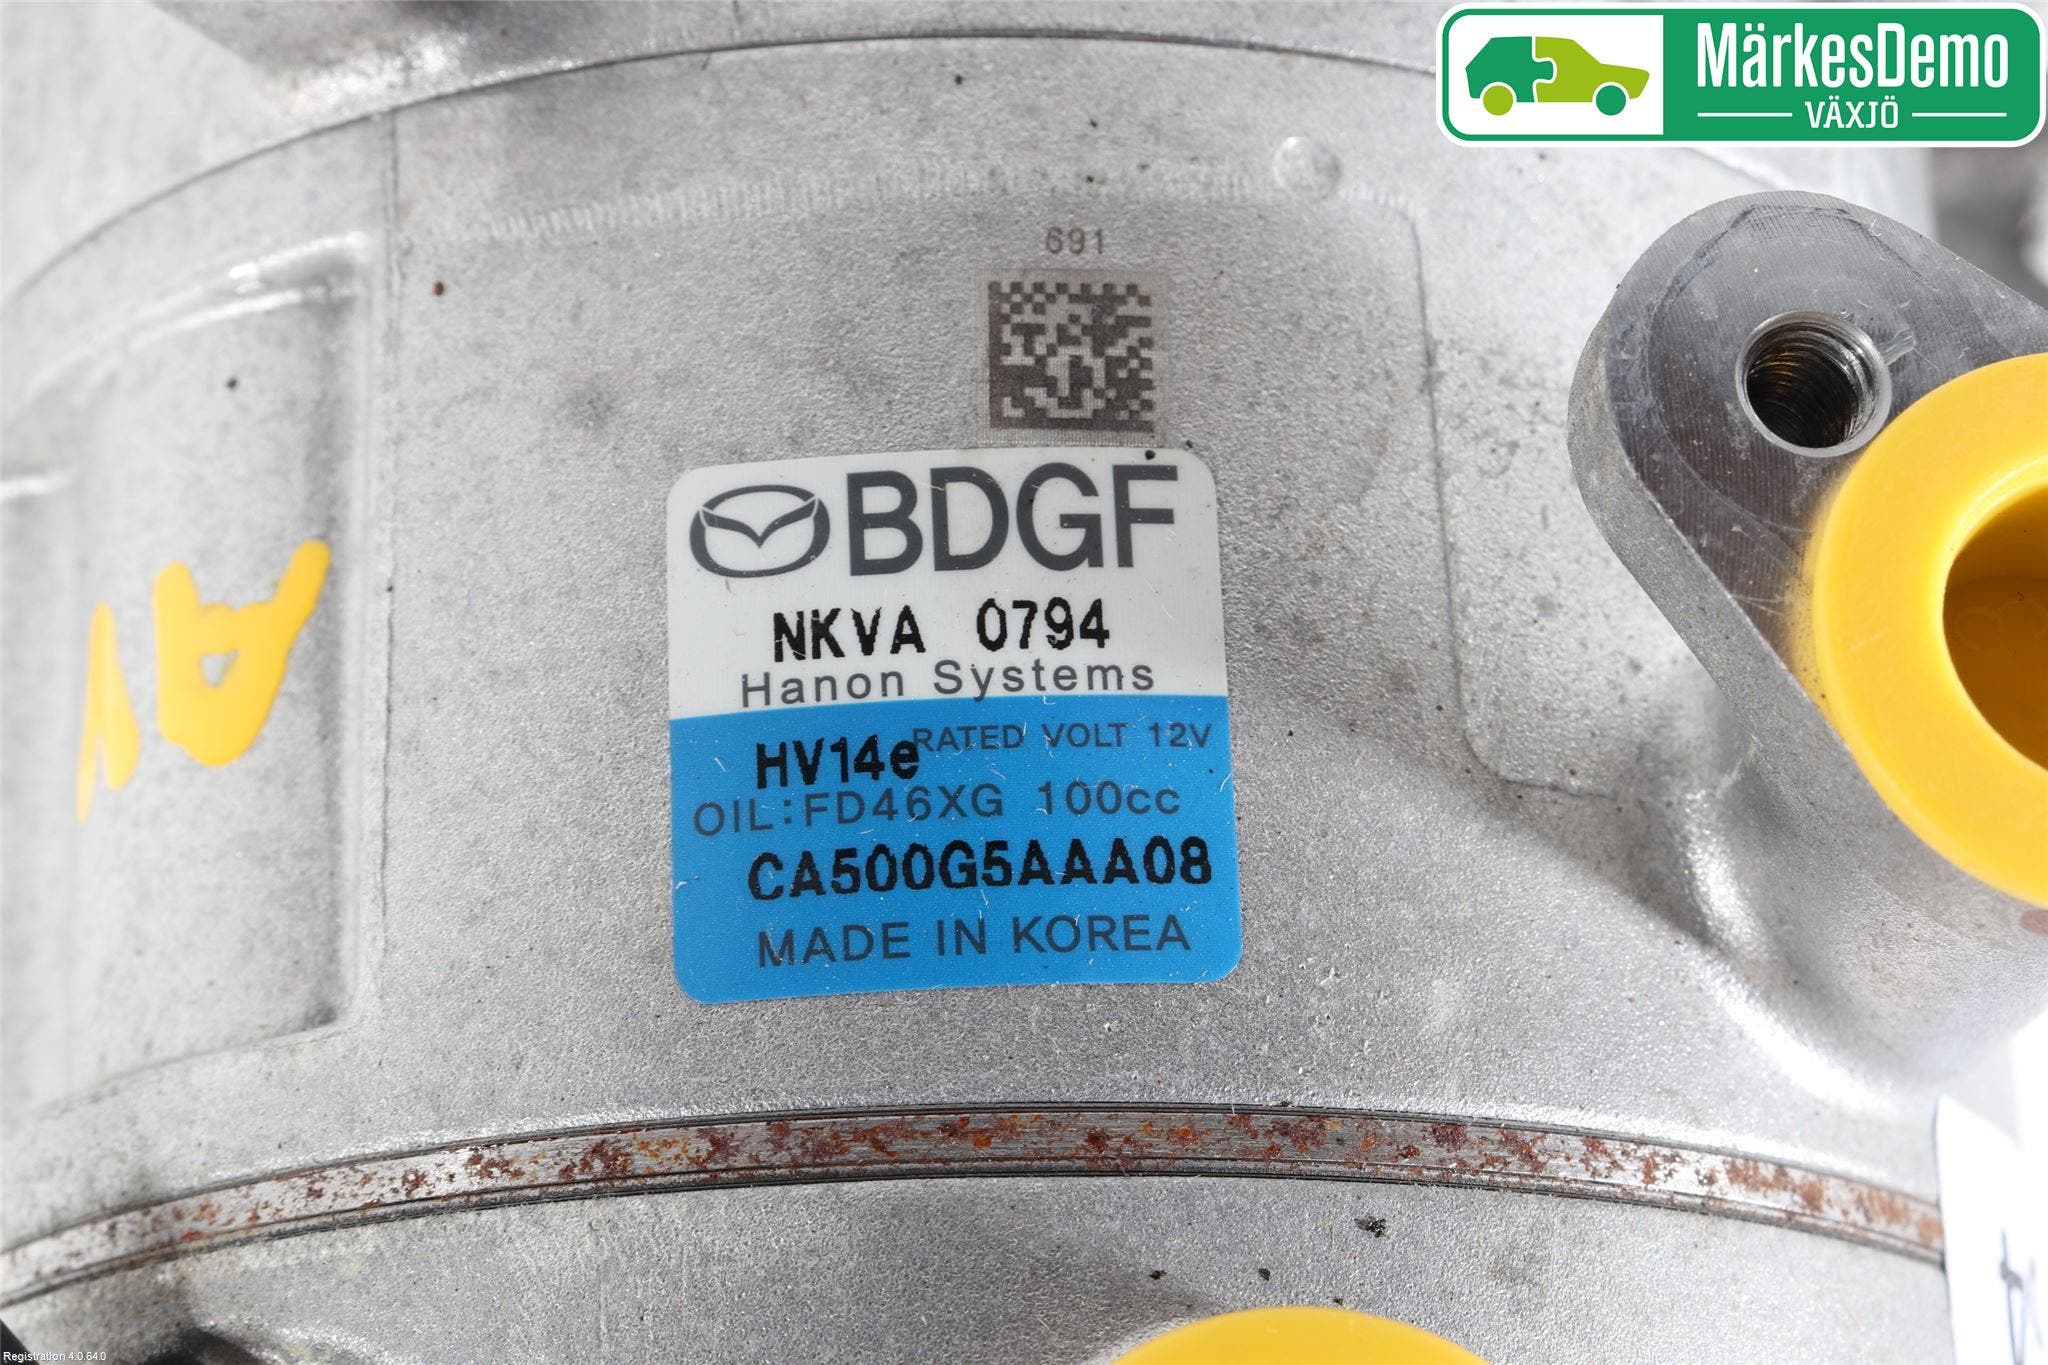 MärkesDemo
VÄXJÖ
691
BDGF
NKVA 0794
Hanon Systems
HV14e RATED VOLT 12V
OIL:FD46XG 100cc
CA500G5AAA08
MADE IN KOREA
Registration 4.0.64.0